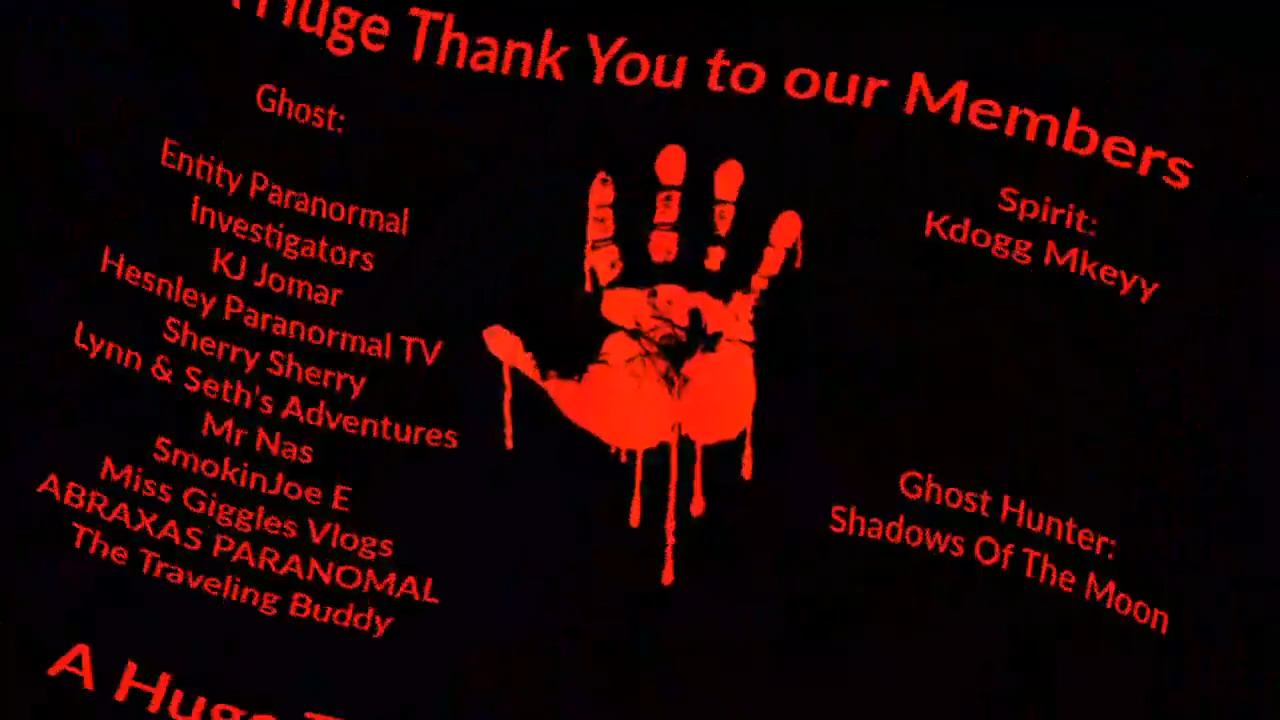 Huge Thank You to our Members
Ghost:
Entity Paranormal
Investigators
KJ Jomar
Hesnley Paranormal TV
Sherry Sherry
Lynn & Seth's Adventures
Mr Nas
SmokinJoe E
Miss Giggles Vlogs
ABRAXAS PARANOMAL
The Traveling Buddy
Spirit:
Kdogg Mkeyy
Ghost Hunter:
Shadows Of The Moon
A Huge